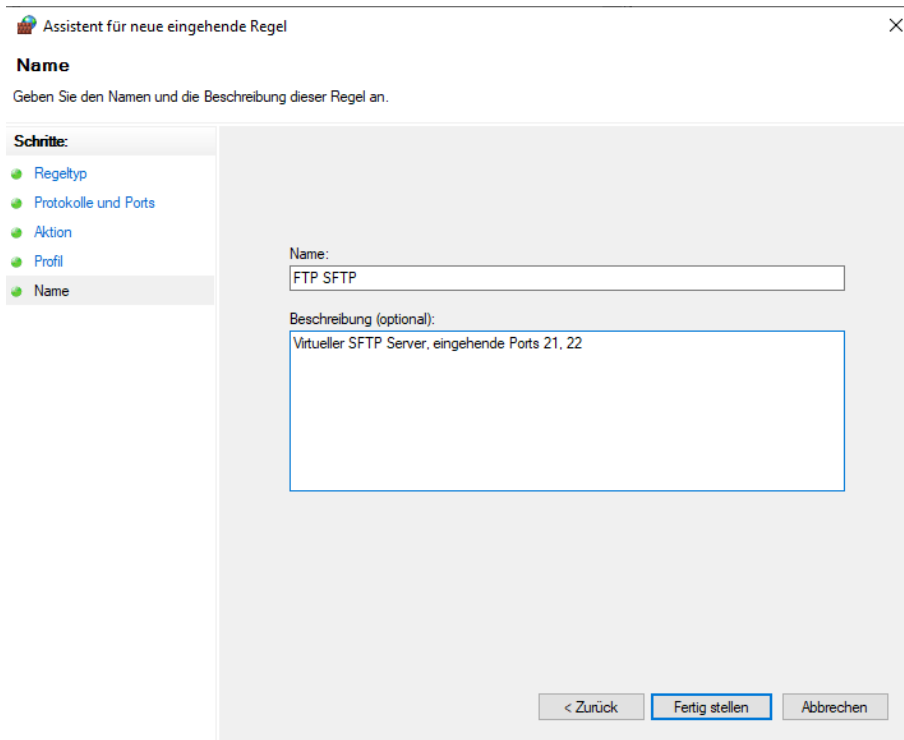 Assistent für neue eingehende Regel
Name
Geben Sie den Namen und die Beschreibung dieser Regel an.
Schritte:
Regeltyp
Protokolle und Ports
Aktion
Profil
Name
Name:
FTP SFTP
Beschreibung (optional):
Virtueller SFTP Server, eingehende Ports 21, 22
< Zurück
Fertig stellen
Abbrechen